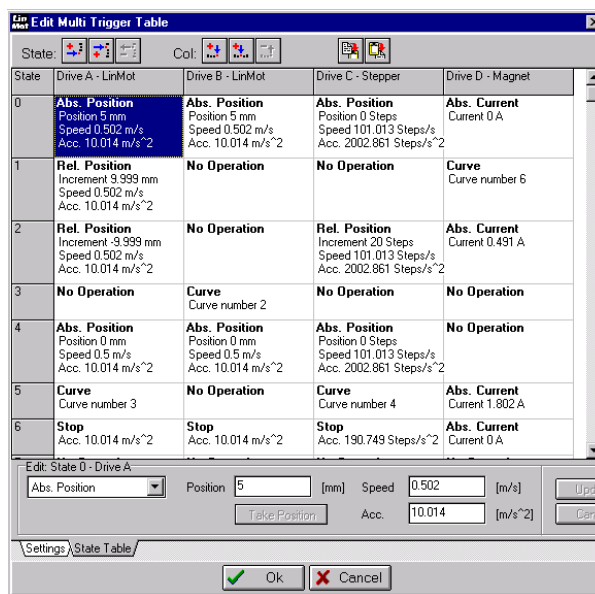 Lin Mot Edit Multi Trigger Table
State: Col:
State Drive A - LinMot Drive B - LinMot Drive C - Stepper Drive D - Magnet
0 Abs. Position Abs. Position Abs. Position Abs. Current
Position 5 mm Position 5 mm Position 0 Steps Current 0 A
Speed 0.502 m/s Speed 0.502 m/s Speed 101.013 Steps/s
Acc. 10.014 m/s^2 Acc. 10.014 m/s^2 Acc. 2002.861 Steps/s^2
1 Rel. Position No Operation No Operation Curve
Increment 9.999 mm Curve number 6
Speed 0.502 m/s
Acc. 10.014 m/s^2
2 Rel. Position No Operation Rel. Position Abs. Current
Increment -9.999 mm Increment 20 Steps Current 0.491 A
Speed 0.502 m/s Speed 101.013 Steps/s
Acc. 10.014 m/s^2 Acc. 2002.861 Steps/s^2
3 No Operation Curve No Operation No Operation
Curve number 2
4 Abs. Position Abs. Position Abs. Position No Operation
Position 0 mm Position 0 mm Position 0 Steps
Speed 0.5 m/s Speed 0.5 m/s Speed 101.013 Steps/s
Acc. 10.014 m/s^2 Acc. 10.014 m/s^2 Acc. 2002.861 Steps/s^2
5 Curve No Operation Curve Abs. Current
Curve number 3 Curve number 4 Current 1.802 A
6 Stop Stop Stop Abs. Current
Acc. 10.014 m/s^2 Acc. 10.014 m/s^2 Acc. 190.749 Steps/s^2 Current 0 A
Edit: State 0 - Drive A
Abs. Position Position 5 [mm] Speed 0.502 [m/s] Upd
Take Position Acc. 10.014 [m/s^2] Can
Settings State Table
Ok Cancel